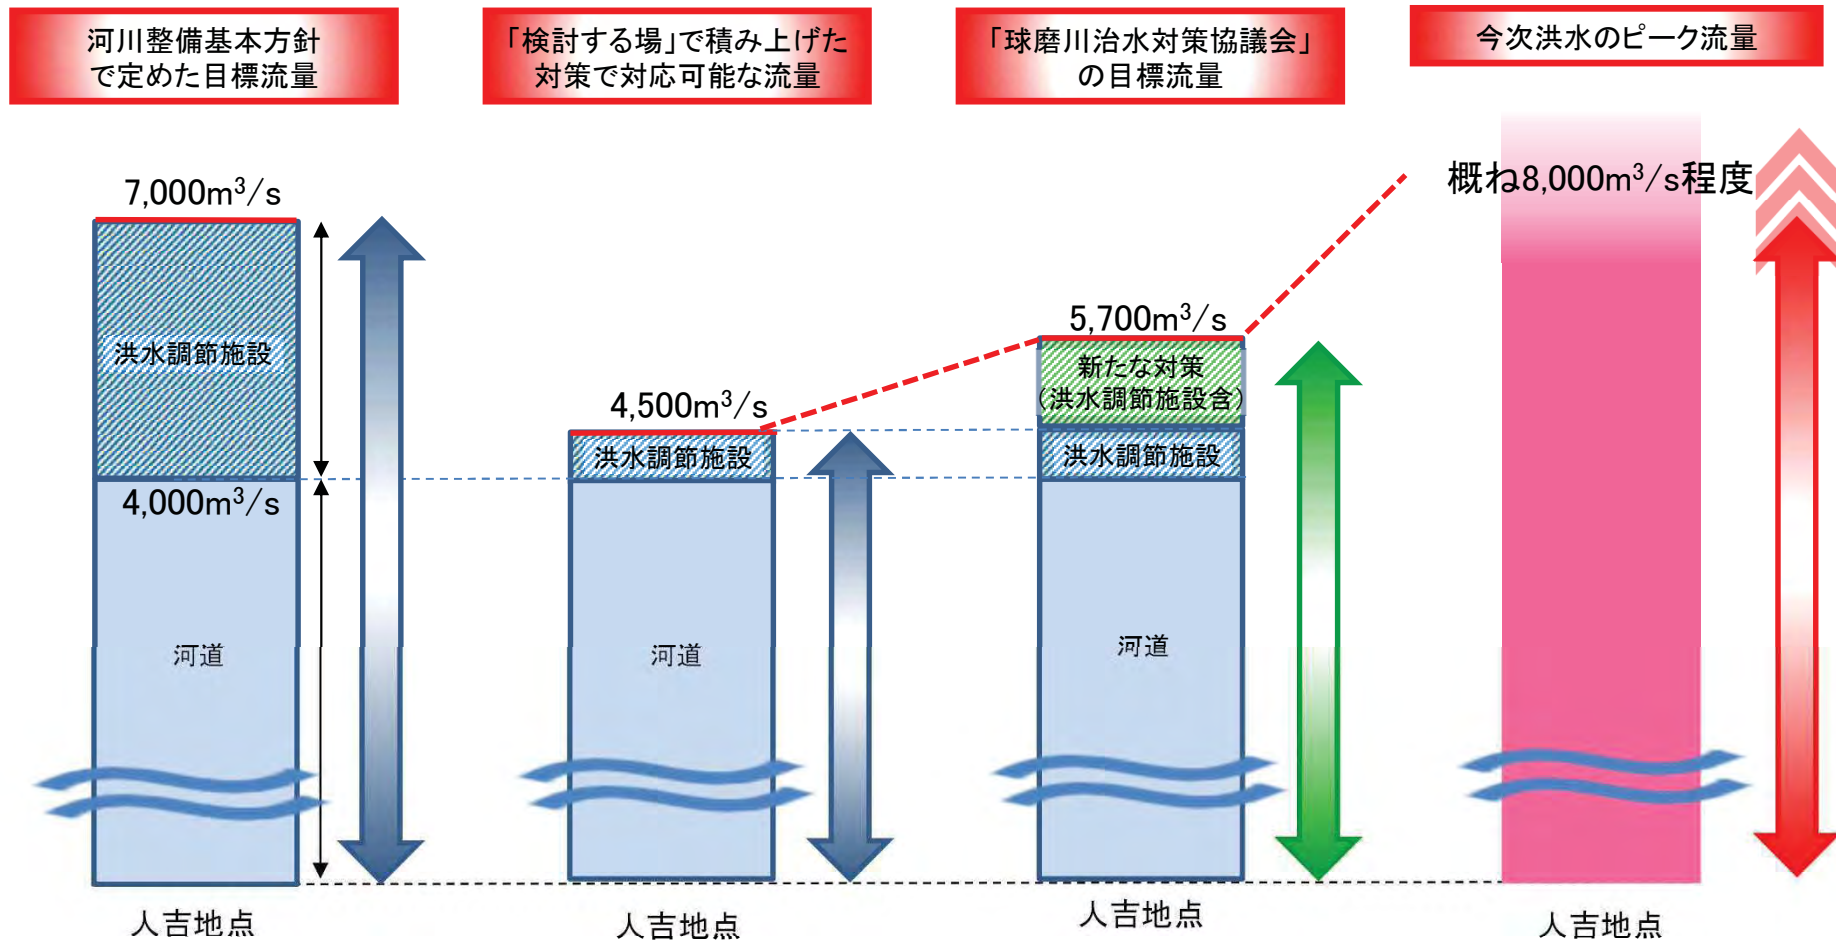 河川整備基本方針
で定めた目標流量
「検討する場」で積み上げた
対策で対応可能な流量
「球磨川治水対策協議会」
の目標流量
今次洪水のピーク流量
7,000m³/s
洪水調節施設
4,000m³/s
河道
人吉地点
4,500m³/s
洪水調節施設
河道
人吉地点
5,700m³/s
新たな対策
(洪水調節施設含)
洪水調節施設
河道
人吉地点
概ね8,000m³/s程度
人吉地点